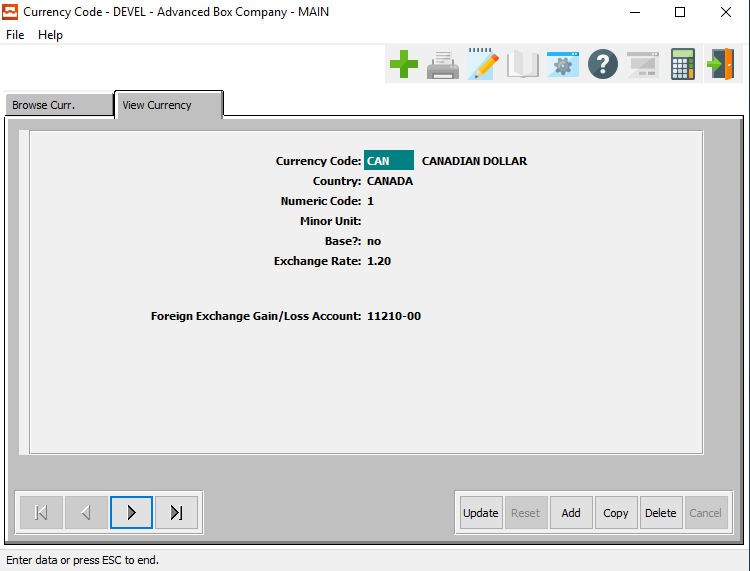 Currency Code - DEVEL - Advanced Box Company - MAIN
File Help
Browse Curr. View Currency
Currency Code: CAN CANADIAN DOLLAR
Country: CANADA
Numeric Code: 1
Minor Unit:
Base?: no
Exchange Rate: 1.20
Foreign Exchange Gain/Loss Account: 11210-00
Update Reset Add Copy Delete Cancel
Enter data or press ESC to end.